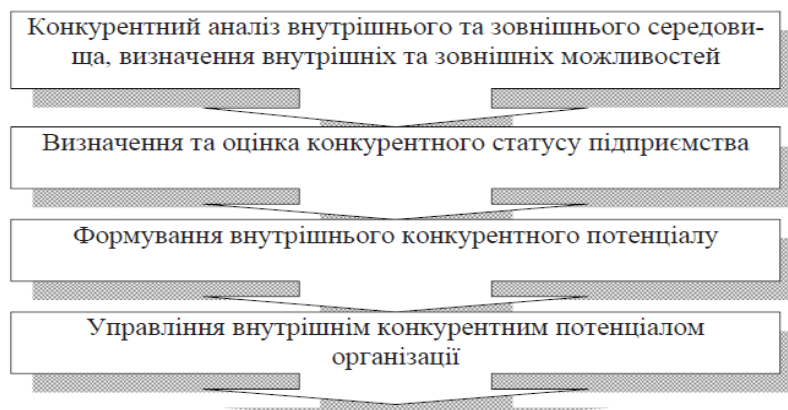 Конкурентний аналіз внутрішнього та зовнішнього середови-
ща, визначення внутрішніх та зовнішніх можливостей
Визначення та оцінка конкурентного статусу підприємства
Формування внутрішнього конкурентного потенціалу
Управління внутрішнім конкурентним потенціалом
організації